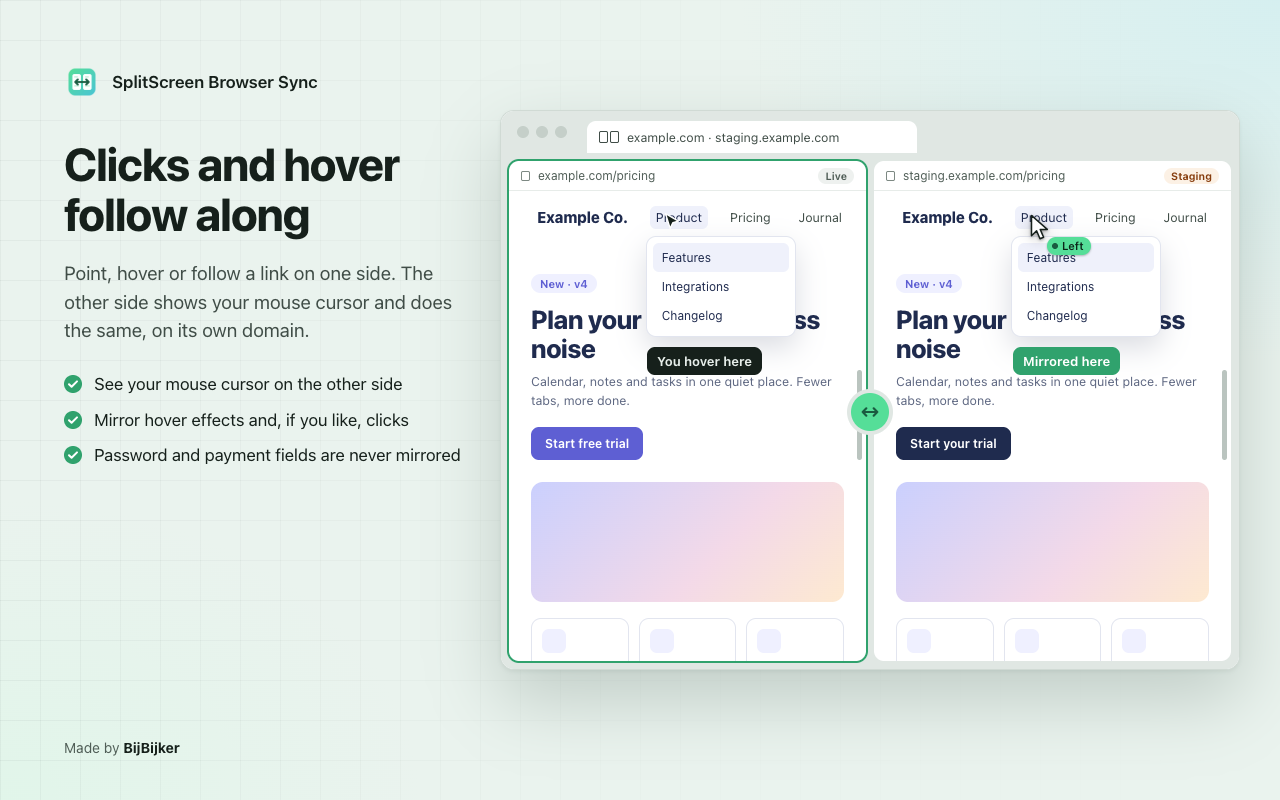 SplitScreen Browser Sync
Clicks and hover
follow along
Point, hover or follow a link on one side. The
other side shows your mouse cursor and does
the same, on its own domain.
See your mouse cursor on the other side
Mirror hover effects and, if you like, clicks
Password and payment fields are never mirrored
Made by BijBijker
example.com · staging.example.com
example.com/pricing
Live
Example Co.
Product
Pricing
Journal
Features
Integrations
Changelog
New · v4
Plan your ss
noise
You hover here
Calendar, notes and tasks in one quiet place. Fewer
tabs, more done.
Start free trial
staging.example.com/pricing
Staging
Example Co.
Product
Pricing
Journal
Left
Features
Integrations
Changelog
New · v4
Plan your ss
noise
Mirrored here
Calendar, notes and tasks in one quiet place. Fewer
tabs, more done.
Start your trial